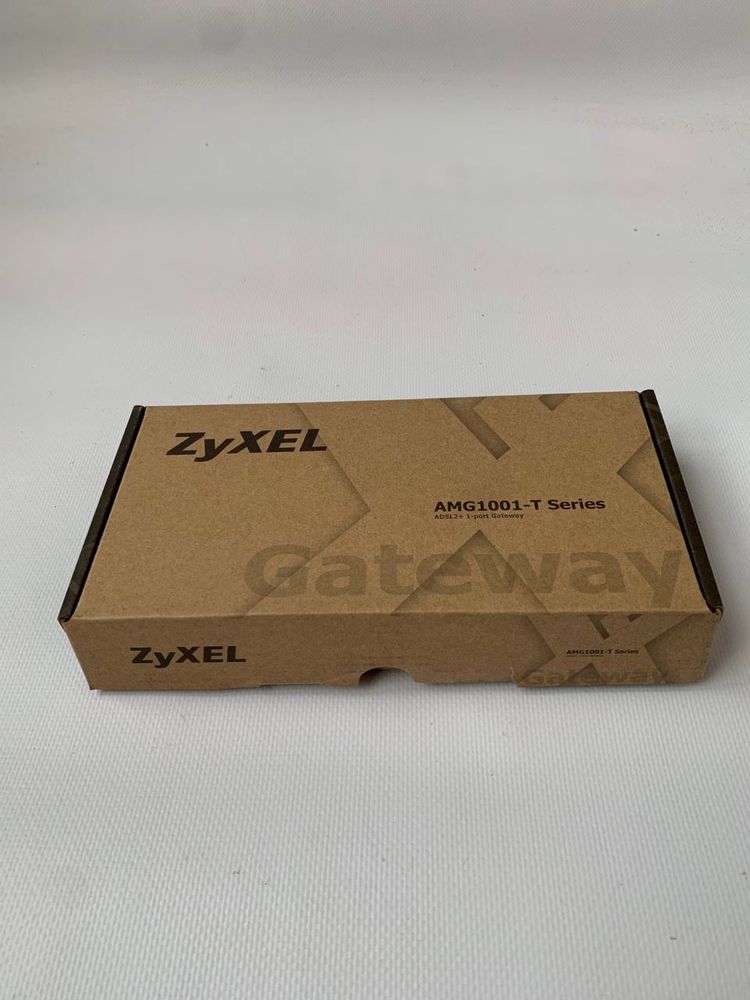 ZyXEL
AMG1001-T Series
ADSL2+ 1-port Gateway
Gateway
ZyXEL
AMG1001-T Series
Gateway